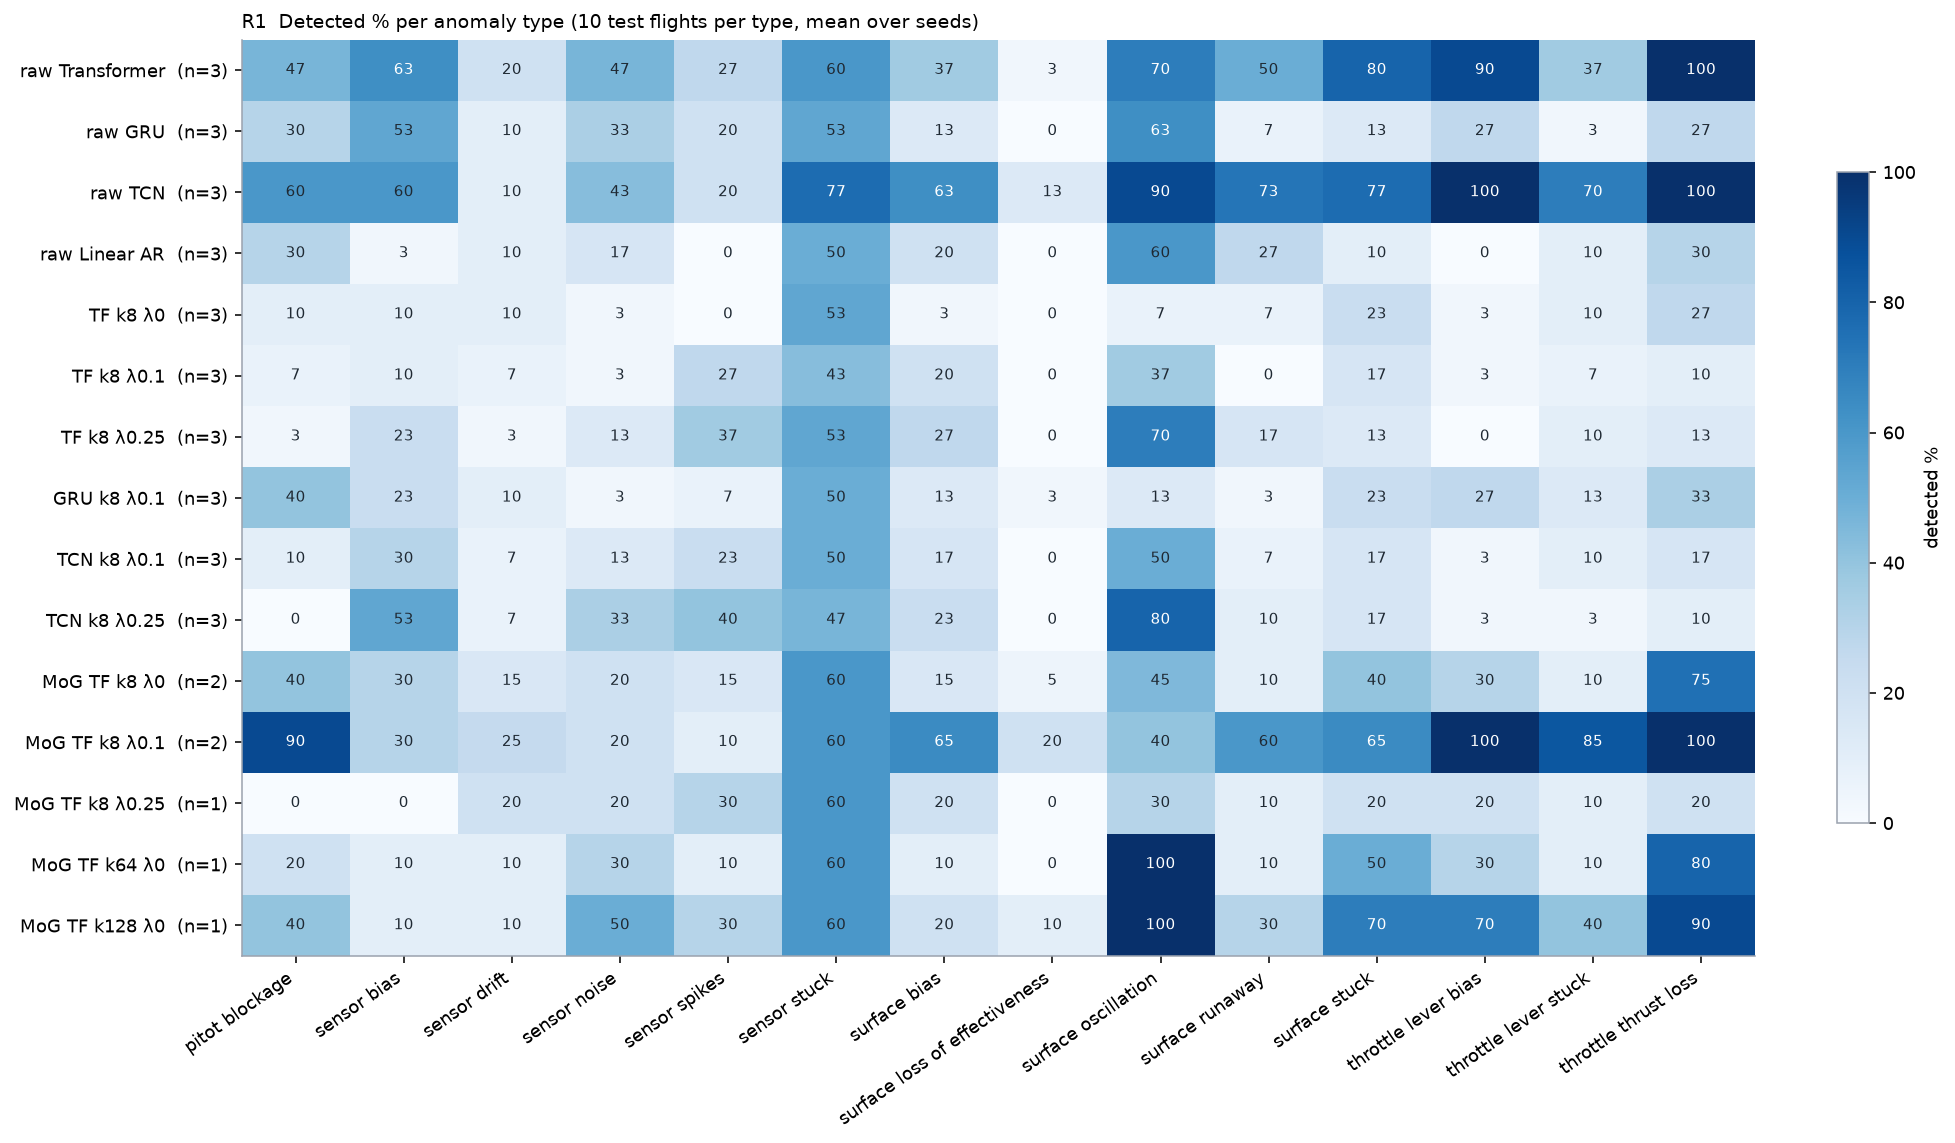 R1  Detected % per anomaly type (10 test flights per type, mean over seeds)
raw Transformer  (n=3) 47 63 20 47 27 60 37 3 70 50 80 90 37 100
raw GRU  (n=3) 30 53 10 33 20 53 13 0 63 7 13 27 3 27
raw TCN  (n=3) 60 60 10 43 20 77 63 13 90 73 77 100 70 100
raw Linear AR  (n=3) 30 3 10 17 0 50 20 0 60 27 10 0 10 30
TF k8 λ0  (n=3) 10 10 10 3 0 53 3 0 7 7 23 3 10 27
TF k8 λ0.1  (n=3) 7 10 7 3 27 43 20 0 37 0 17 3 7 10
TF k8 λ0.25  (n=3) 3 23 3 13 37 53 27 0 70 17 13 0 10 13
GRU k8 λ0.1  (n=3) 40 23 10 3 7 50 13 3 13 3 23 27 13 33
TCN k8 λ0.1  (n=3) 10 30 7 13 23 50 17 0 50 7 17 3 10 17
TCN k8 λ0.25  (n=3) 0 53 7 33 40 47 23 0 80 10 17 3 3 10
MoG TF k8 λ0  (n=2) 40 30 15 20 15 60 15 5 45 10 40 30 10 75
MoG TF k8 λ0.1  (n=2) 90 30 25 20 10 60 65 20 40 60 65 100 85 100
MoG TF k8 λ0.25  (n=1) 0 0 20 20 30 60 20 0 30 10 20 20 10 20
MoG TF k64 λ0  (n=1) 20 10 10 30 10 60 10 0 100 10 50 30 10 80
MoG TF k128 λ0  (n=1) 40 10 10 50 30 60 20 10 100 30 70 70 40 90
pitot blockage
sensor bias
sensor drift
sensor noise
sensor spikes
sensor stuck
surface bias
surface loss of effectiveness
surface oscillation
surface runaway
surface stuck
throttle lever bias
throttle lever stuck
throttle thrust loss
100
80
60
40
20
0
detected %